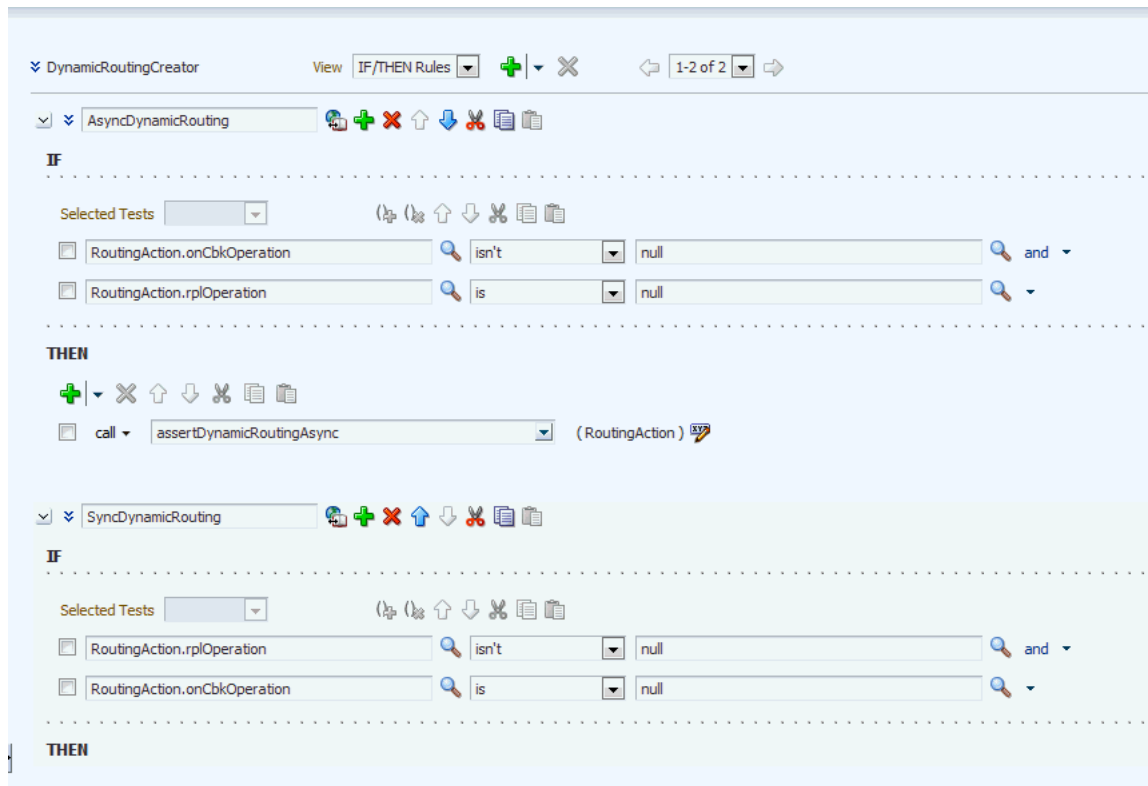 DynamicRoutingCreator View IF/THEN Rules 1-2 of 2
AsyncDynamicRouting
IF
Selected Tests
RoutingAction.onCbkOperation isn't null and
RoutingAction.rplOperation is null
THEN
call assertDynamicRoutingAsync ( RoutingAction )
SyncDynamicRouting
IF
Selected Tests
RoutingAction.rplOperation isn't null and
RoutingAction.onCbkOperation is null
THEN